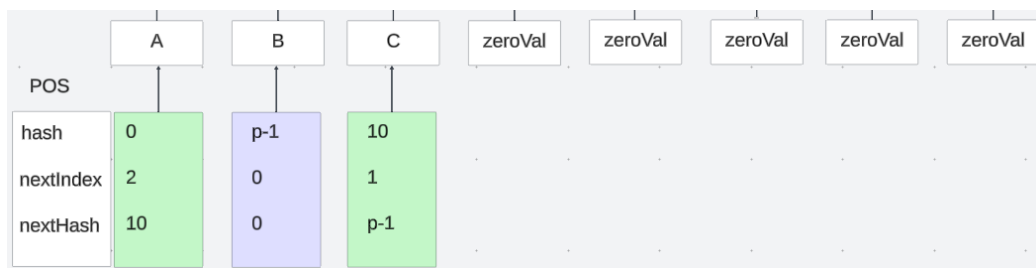 A B C zeroVal zeroVal zeroVal zeroVal zeroVal
POS
hash 0 p-1 10
nextIndex 2 0 1
nextHash 10 0 p-1